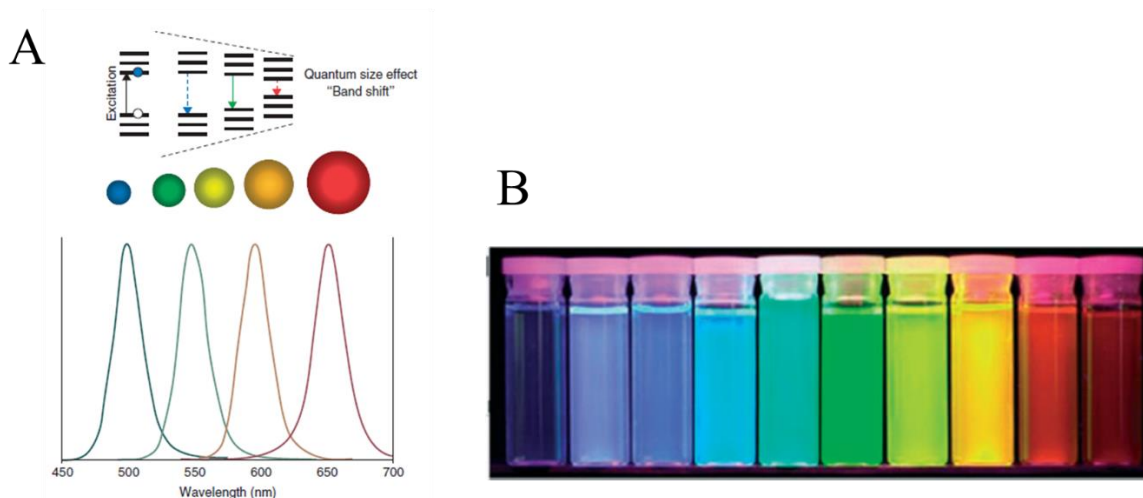 A
Excitation
Quantum size effect
“Band shift”
450 500 550 600 650 700
Wavelength (nm)
B